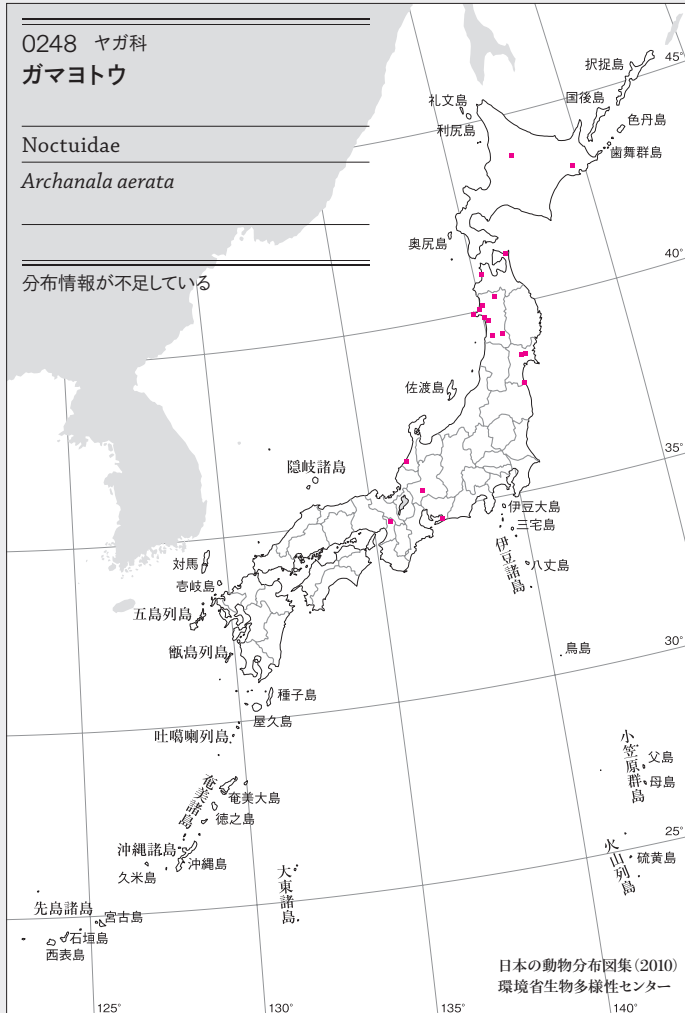 0248 ヤガ科
ガマヨトウ
Noctuidae
Archanala aerata
分布情報が不足している
45°
択捉島
国後島
礼文島
色丹島
利尻島
歯舞群島
奥尻島
40°
佐渡島
35°
隠岐諸島
伊豆大島
三宅島
伊豆諸島
八丈島
対馬
壱岐島
五島列島
甑島列島
鳥島
30°
種子島
屋久島
吐噶喇列島
小笠原群島
父島
母島
奄美諸島
奄美大島
徳之島
25°
沖縄諸島
沖縄島
久米島
火山列島
硫黄島
大東諸島
先島諸島
宮古島
石垣島
西表島
日本の動物分布図集(2010)
環境省生物多様性センター
125°
130°
135°
140°